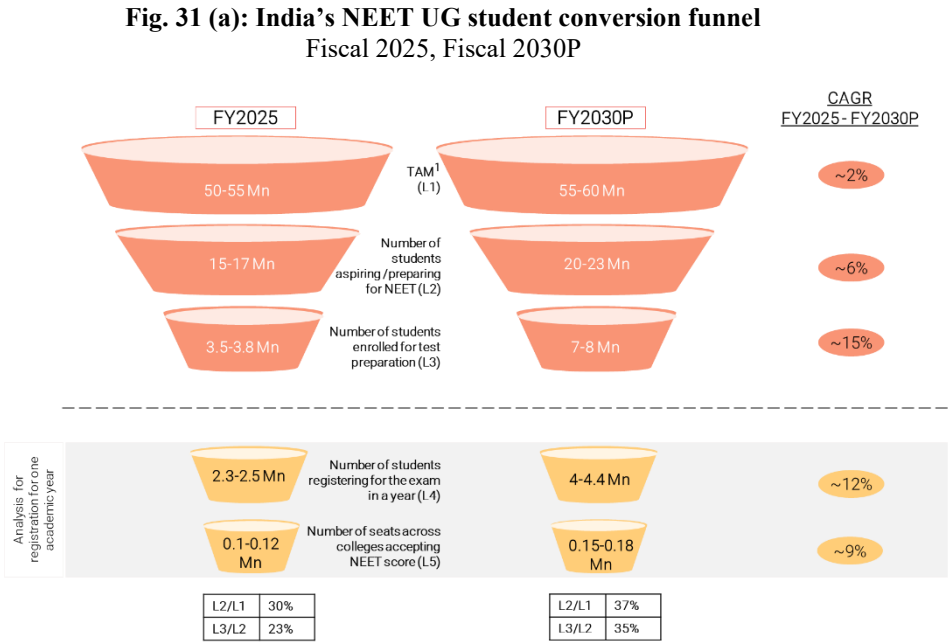 Fig. 31 (a): India's NEET UG student conversion funnel
Fiscal 2025, Fiscal 2030P
CAGR
FY2025 - FY2030P
FY2025
FY2030P
50-55 Mn
TAM¹
(L1)
55-60 Mn
~2%
15-17 Mn
Number of
students
aspiring/preparing
for NEET (L2)
20-23 Mn
~6%
3.5-3.8 Mn
Number of students
enrolled for test
preparation (L3)
7-8 Mn
~15%
Analysis for
registration for one
academic year
2.3-2.5 Mn
Number of students
registering for the exam
in a year (L4)
4-4.4 Mn
~12%
0.1-0.12
Mn
Number of seats across
colleges accepting
NEET score (L5)
0.15-0.18
Mn
~9%
L2/L1 30%
L3/L2 23%
L2/L1 37%
L3/L2 35%